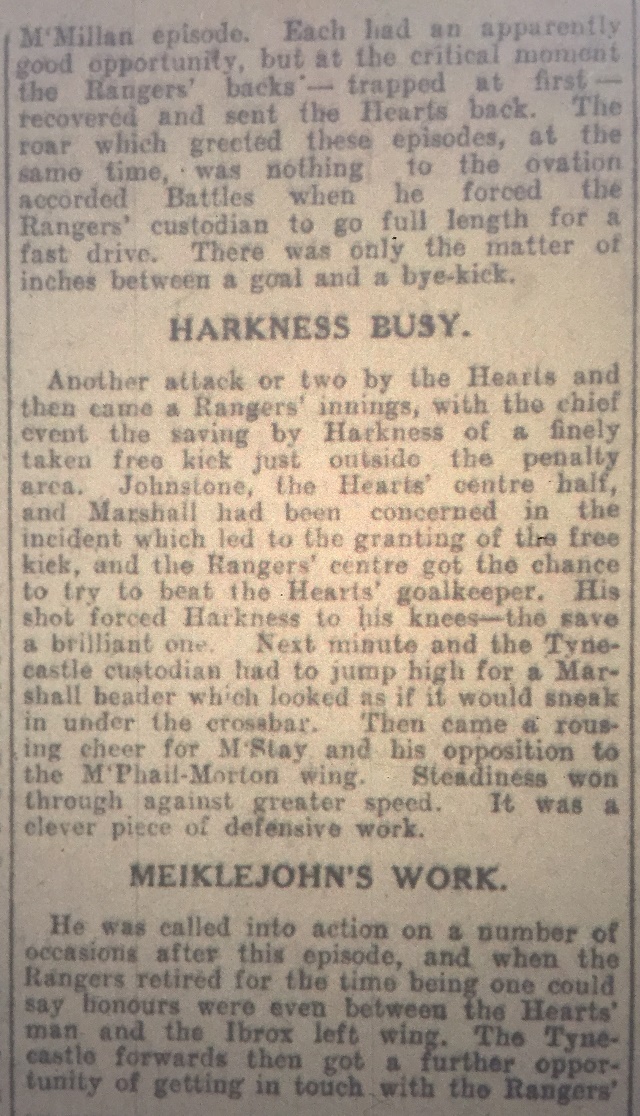 M'Millan episode. Each had an apparently
good opportunity, but at the critical moment
the Rangers' backs — trapped at first —
recovered and sent the Hearts back. The
roar which greeted these episodes, at the
same time, was nothing to the ovation
accorded Battles when he forced the
Rangers' custodian to go full length for a
fast drive. There was only the matter of
inches between a goal and a bye-kick.
HARKNESS BUSY.
Another attack or two by the Hearts and
then came a Rangers' innings, with the chief
event the saving by Harkness of a finely
taken free kick just outside the penalty
area. Johnstone, the Hearts' centre half,
and Marshall had been concerned in the
incident which led to the granting of the free
kick, and the Rangers' centre got the chance
to try to beat the Hearts' goalkeeper. His
shot forced Harkness to his knees—the save
a brilliant one. Next minute and the Tyne-
castle custodian had to jump high for a Mar-
shall header which looked as if it would sneak
in under the crossbar. Then came a rous-
ing cheer for M'Stay and his opposition to
the M'Phail-Morton wing. Steadiness won
through against greater speed. It was a
clever piece of defensive work.
MEIKLEJOHN'S WORK.
He was called into action on a number of
occasions after this episode, and when the
Rangers retired for the time being one could
say honours were even between the Hearts'
man and the Ibrox left wing. The Tyne-
castle forwards then got a further oppor-
tunity of getting in touch with the Rangers'